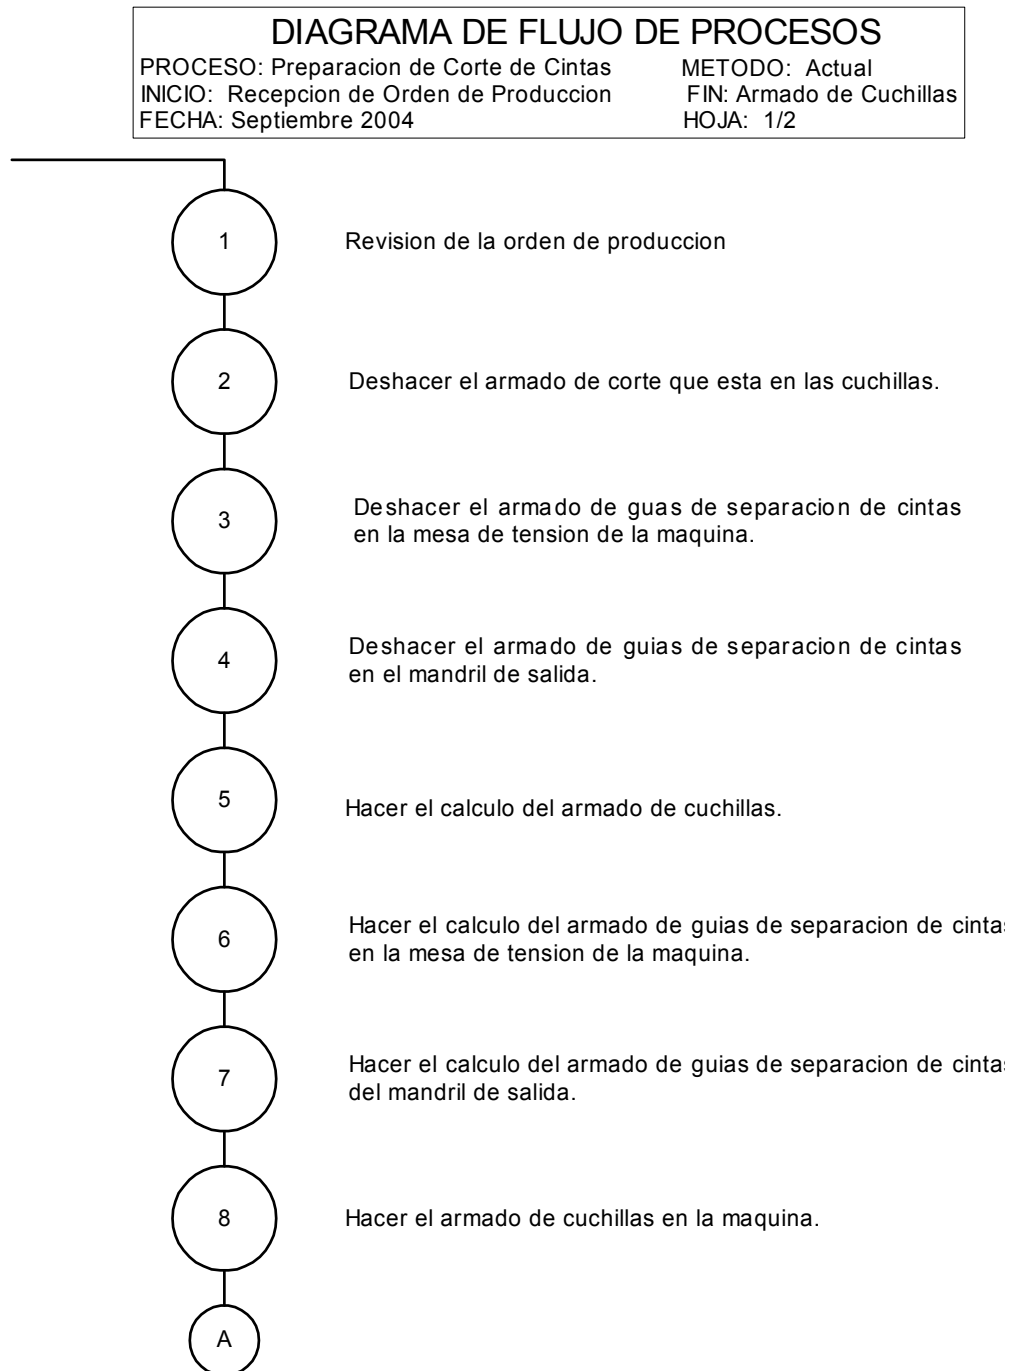 DIAGRAMA DE FLUJO DE PROCESOS
PROCESO: Preparacion de Corte de Cintas METODO: Actual
INICIO: Recepcion de Orden de Produccion FIN: Armado de Cuchillas
FECHA: Septiembre 2004 HOJA: 1/2
1 Revision de la orden de produccion
2 Deshacer el armado de corte que esta en las cuchillas.
3 Deshacer el armado de guas de separacion de cintas
en la mesa de tension de la maquina.
4 Deshacer el armado de guias de separacion de cintas
en el mandril de salida.
5 Hacer el calculo del armado de cuchillas.
6 Hacer el calculo del armado de guias de separacion de cintas
en la mesa de tension de la maquina.
7 Hacer el calculo del armado de guias de separacion de cintas
del mandril de salida.
8 Hacer el armado de cuchillas en la maquina.
A